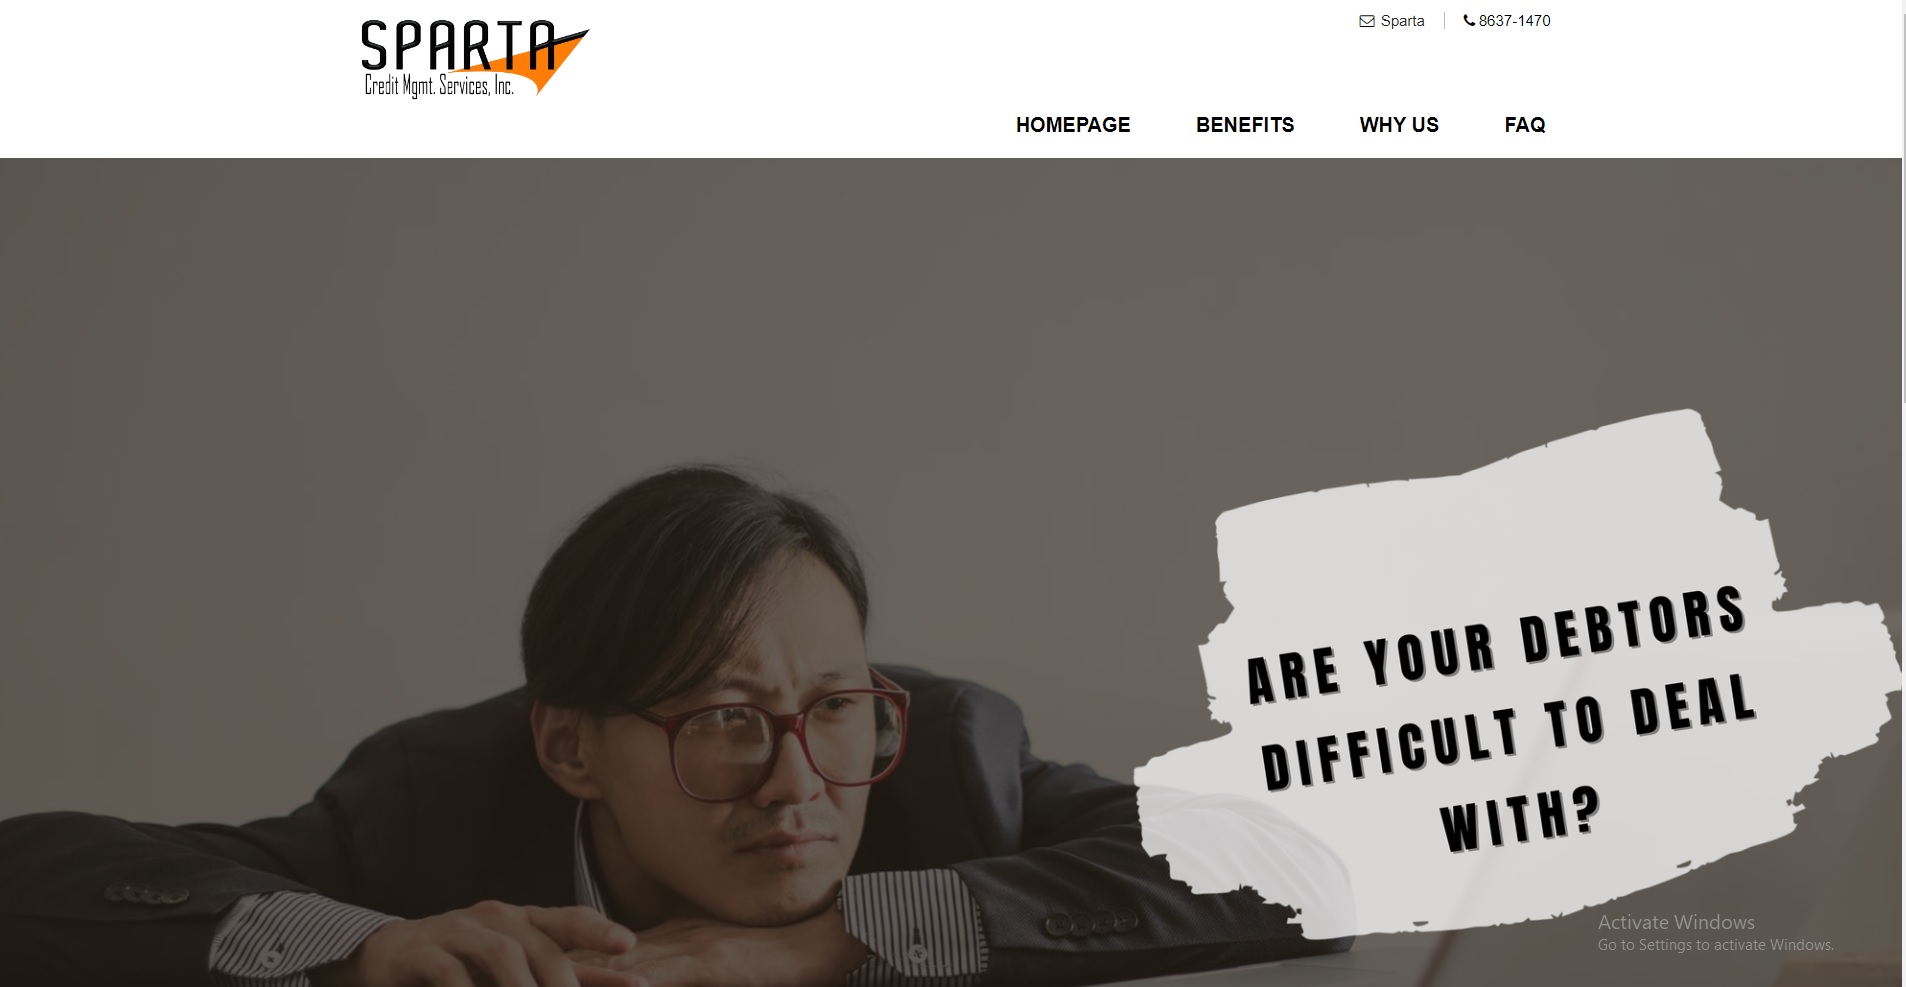 SPARTA
Credit Mgmt. Services, Inc.
Sparta
8637-1470
HOMEPAGE
BENEFITS
WHY US
FAQ
ARE YOUR DEBTORS
DIFFICULT TO DEAL
WITH?
Activate Windows
Go to Settings to activate Windows.